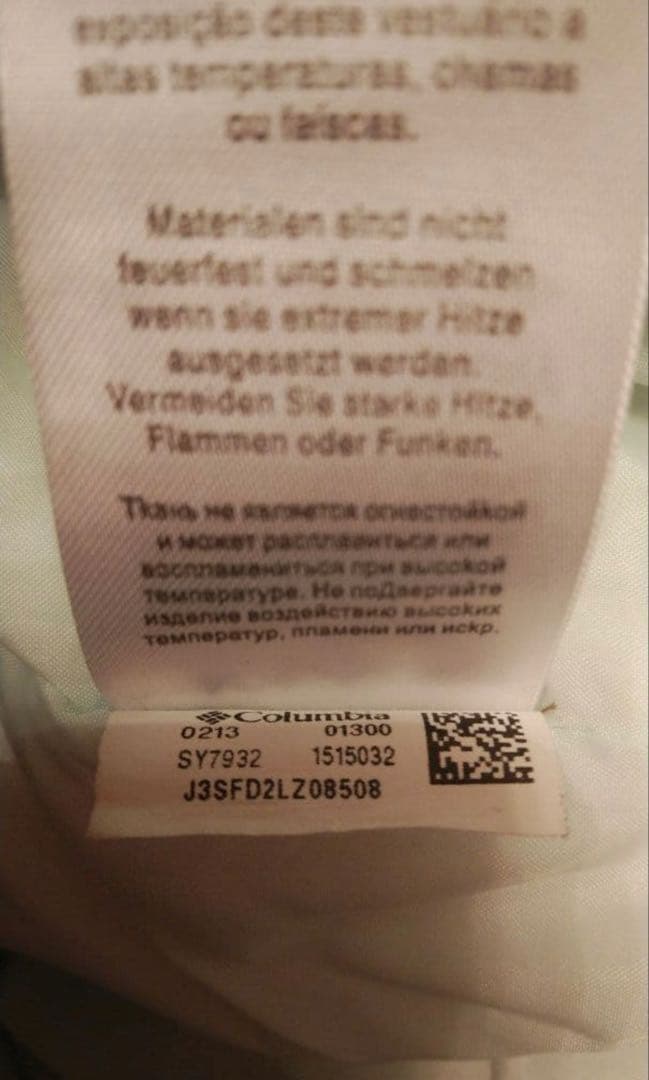 exposição deste vestuário a
altas temperaturas, chamas
ou faíscas.
Materialen sind nicht
feuerfest und schmelzen
wenn sie extremer Hitze
ausgesetzt werden.
Vermeiden Sie starke Hitze,
Flammen oder Funken.
Ткань не является огнестойкой
и может расплавиться или
воспламениться при высокой
температуре. Не подвергайте
изделие воздействию высоких
температур, пламени или искр.
Columbia
0213 01300
SY7932 1515032
J3SFD2LZ08508